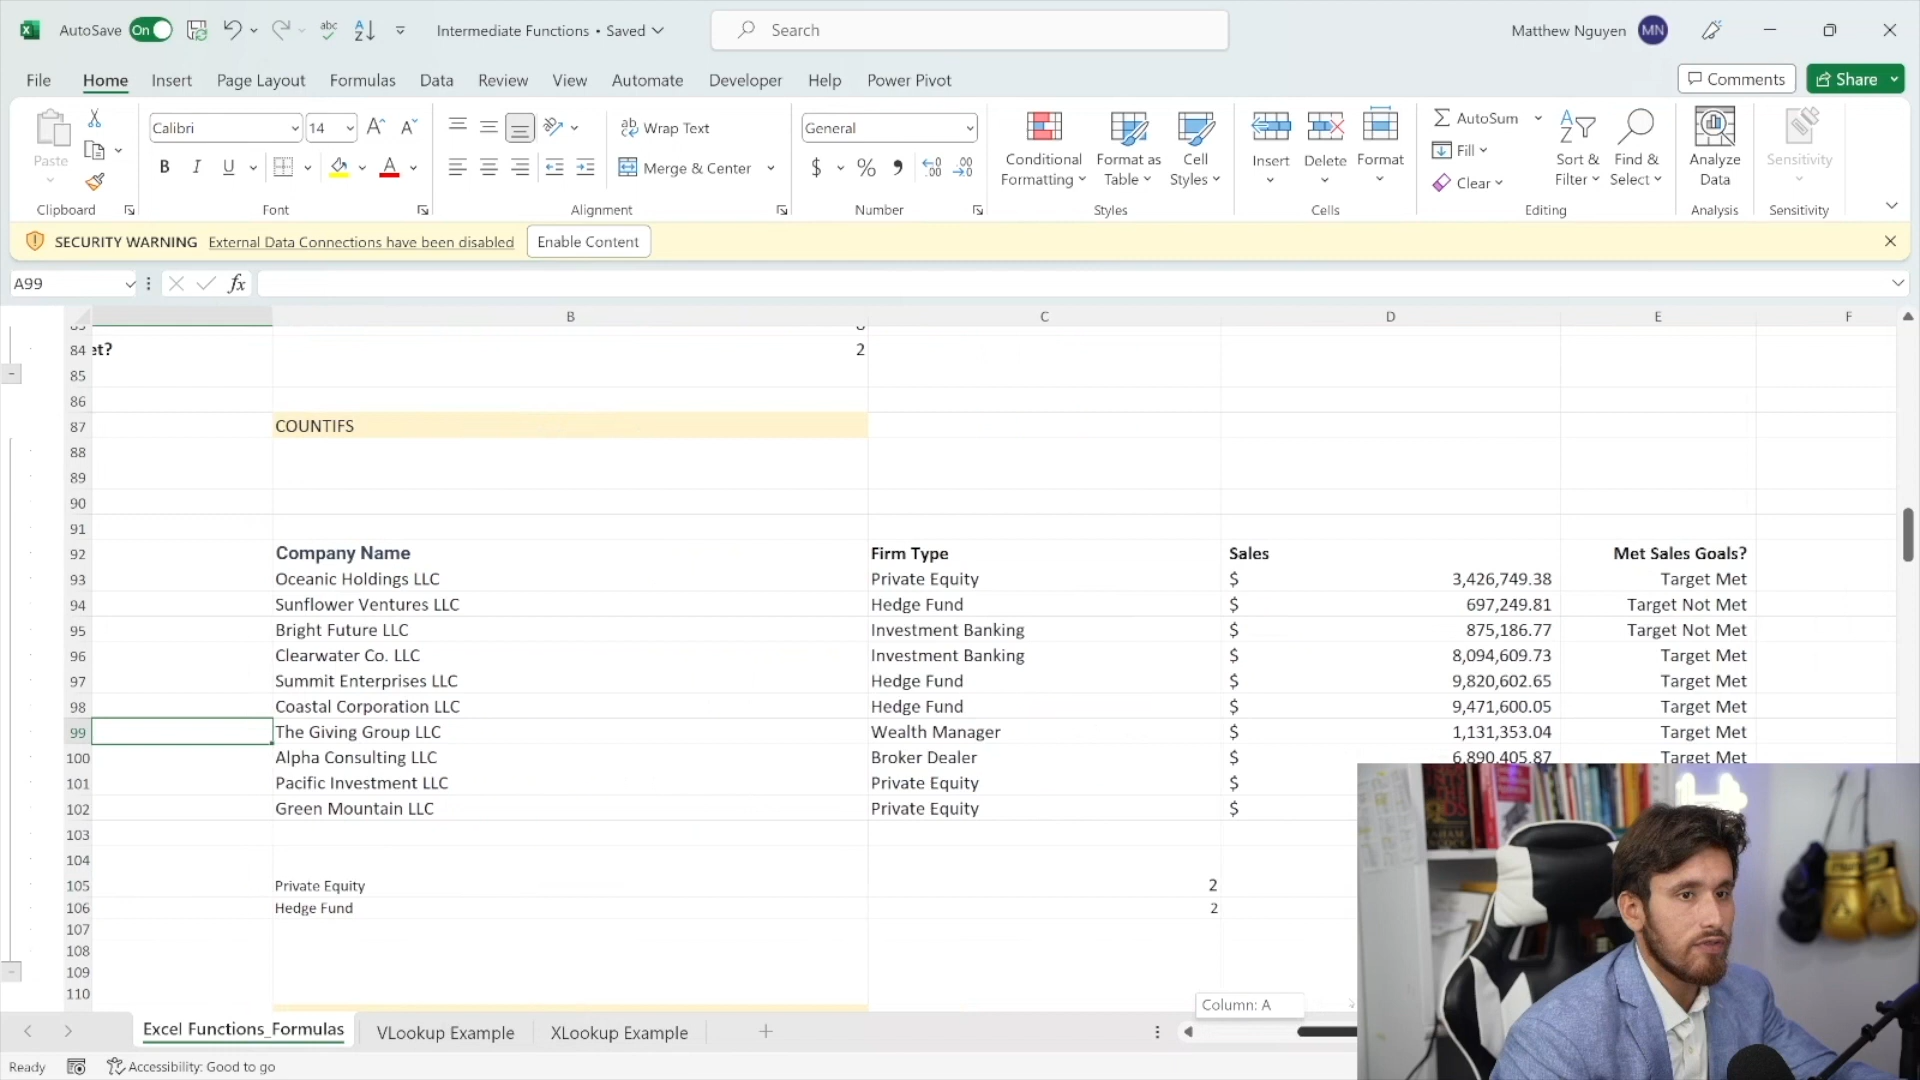 AutoSave On Intermediate Functions • Saved Search Matthew Nguyen MN
File Home Insert Page Layout Formulas Data Review View Automate Developer Help Power Pivot Comments Share
Paste Calibri 14 Wrap Text General Conditional Formatting Format as Table Cell Styles Insert Delete Format AutoSum Sort & Filter Find & Select Analyze Data Sensitivity
B I U A Merge & Center $ % Fill Clear
Clipboard Font Alignment Number Styles Cells Editing Analysis Sensitivity
SECURITY WARNING External Data Connections have been disabled Enable Content
A99 fx
B C D E F
84 et? 2
85
86
87 COUNTIFS
88
89
90
91
92 Company Name Firm Type Sales Met Sales Goals?
93 Oceanic Holdings LLC Private Equity $ 3,426,749.38 Target Met
94 Sunflower Ventures LLC Hedge Fund $ 697,249.81 Target Not Met
95 Bright Future LLC Investment Banking $ 875,186.77 Target Not Met
96 Clearwater Co. LLC Investment Banking $ 8,094,609.73 Target Met
97 Summit Enterprises LLC Hedge Fund $ 9,820,602.65 Target Met
98 Coastal Corporation LLC Hedge Fund $ 9,471,600.05 Target Met
99 The Giving Group LLC Wealth Manager $ 1,131,353.04 Target Met
100 Alpha Consulting LLC Broker Dealer $ 6,890,405.87 Target Met
101 Pacific Investment LLC Private Equity $
102 Green Mountain LLC Private Equity $
103
104
105 Private Equity 2
106 Hedge Fund 2
107
108
109
110
Column: A
Excel Functions_Formulas VLookup Example XLookup Example
Ready Accessibility: Good to go